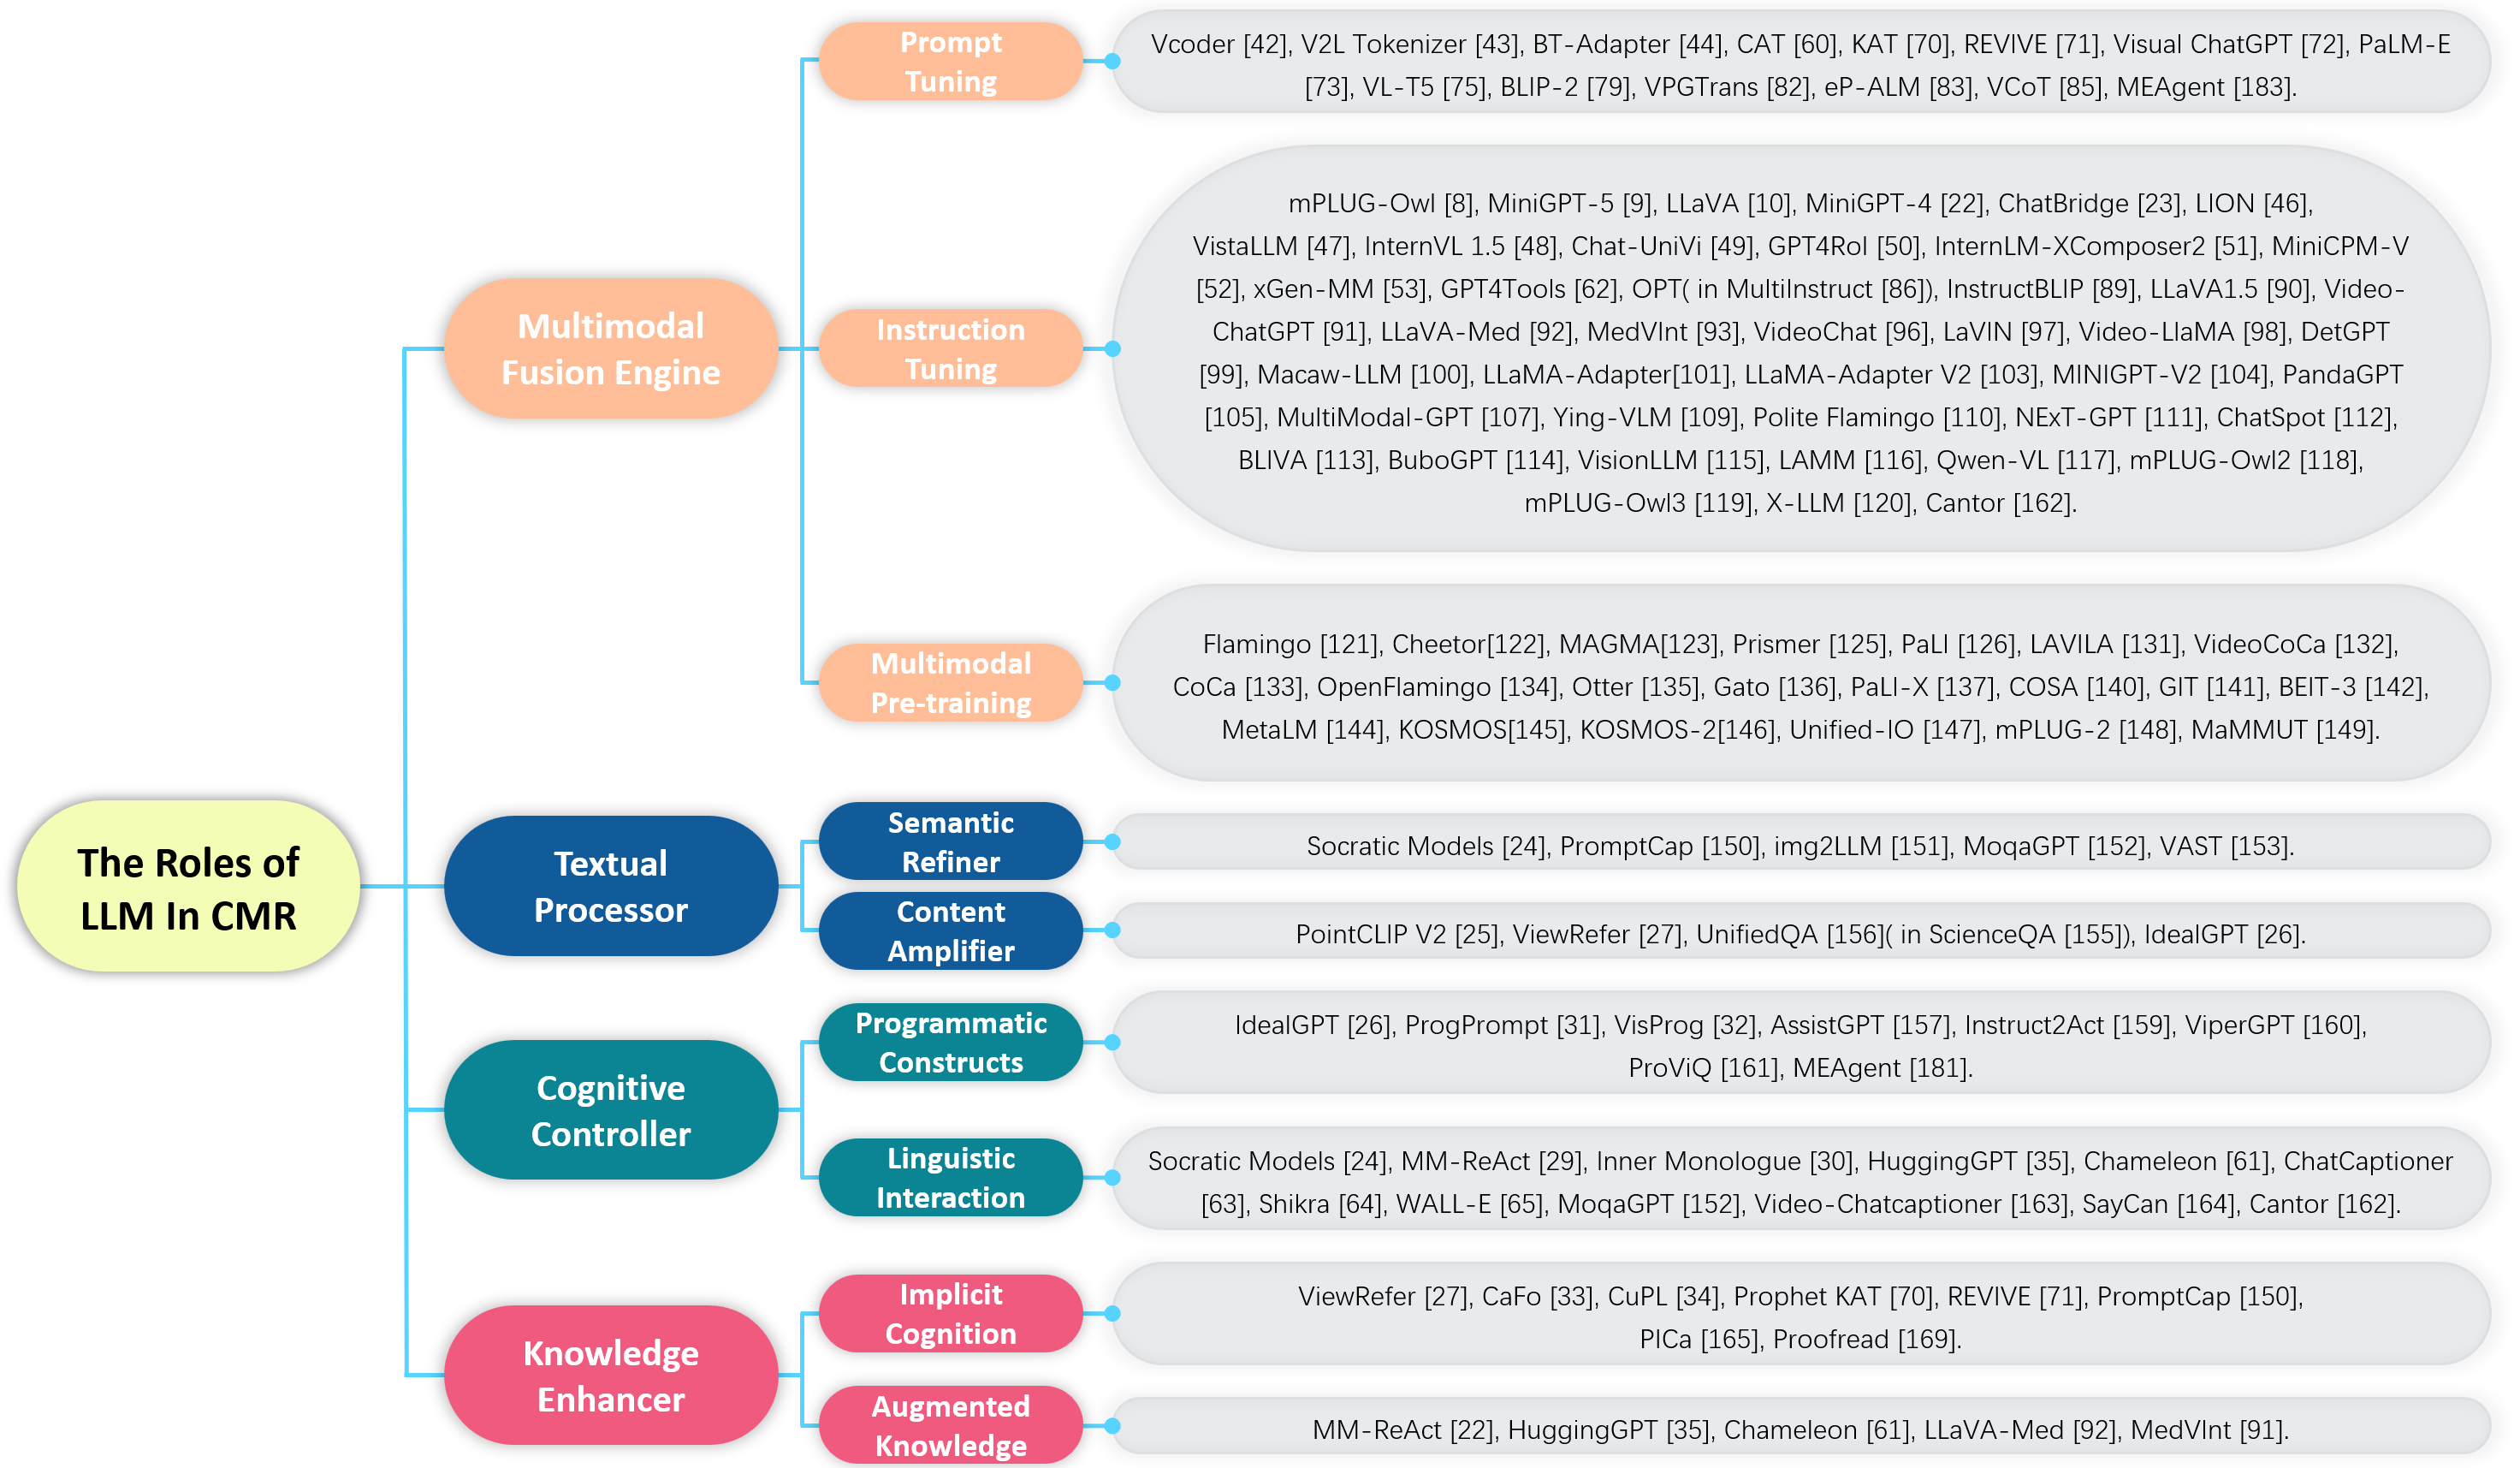 The Roles of
LLM In CMR
Multimodal
Fusion Engine
Prompt
Tuning
Vcoder [42], V2L Tokenizer [43], BT-Adapter [44], CAT [60], KAT [70], REVIVE [71], Visual ChatGPT [72], PaLM-E
[73], VL-T5 [75], BLIP-2 [79], VPGTrans [82], eP-ALM [83], VCoT [85], MEAgent [183].
Instruction
Tuning
mPLUG-Owl [8], MiniGPT-5 [9], LLaVA [10], MiniGPT-4 [22], ChatBridge [23], LION [46],
VistaLLM [47], InternVL 1.5 [48], Chat-UniVi [49], GPT4RoI [50], InternLM-XComposer2 [51], MiniCPM-V
[52], xGen-MM [53], GPT4Tools [62], OPT( in MultiInstruct [86]), InstructBLIP [89], LLaVA1.5 [90], Video-
ChatGPT [91], LLaVA-Med [92], MedVInt [93], VideoChat [96], LaVIN [97], Video-LlaMA [98], DetGPT
[99], Macaw-LLM [100], LLaMA-Adapter[101], LLaMA-Adapter V2 [103], MINIGPT-V2 [104], PandaGPT
[105], MultiModal-GPT [107], Ying-VLM [109], Polite Flamingo [110], NExT-GPT [111], ChatSpot [112],
BLIVA [113], BuboGPT [114], VisionLLM [115], LAMM [116], Qwen-VL [117], mPLUG-Owl2 [118],
mPLUG-Owl3 [119], X-LLM [120], Cantor [162].
Multimodal
Pre-training
Flamingo [121], Cheetor[122], MAGMA[123], Prismer [125], PaLI [126], LAVILA [131], VideoCoCa [132],
CoCa [133], OpenFlamingo [134], Otter [135], Gato [136], PaLI-X [137], COSA [140], GIT [141], BEIT-3 [142],
MetaLM [144], KOSMOS[145], KOSMOS-2[146], Unified-IO [147], mPLUG-2 [148], MaMMUT [149].
Textual
Processor
Semantic
Refiner
Socratic Models [24], PromptCap [150], img2LLM [151], MoqaGPT [152], VAST [153].
Content
Amplifier
PointCLIP V2 [25], ViewRefer [27], UnifiedQA [156]( in ScienceQA [155]), IdealGPT [26].
Cognitive
Controller
Programmatic
Constructs
IdealGPT [26], ProgPrompt [31], VisProg [32], AssistGPT [157], Instruct2Act [159], ViperGPT [160],
ProViQ [161], MEAgent [181].
Linguistic
Interaction
Socratic Models [24], MM-ReAct [29], Inner Monologue [30], HuggingGPT [35], Chameleon [61], ChatCaptioner
[63], Shikra [64], WALL-E [65], MoqaGPT [152], Video-Chatcaptioner [163], SayCan [164], Cantor [162].
Knowledge
Enhancer
Implicit
Cognition
ViewRefer [27], CaFo [33], CuPL [34], Prophet KAT [70], REVIVE [71], PromptCap [150],
PICa [165], Proofread [169].
Augmented
Knowledge
MM-ReAct [22], HuggingGPT [35], Chameleon [61], LLaVA-Med [92], MedVInt [91].